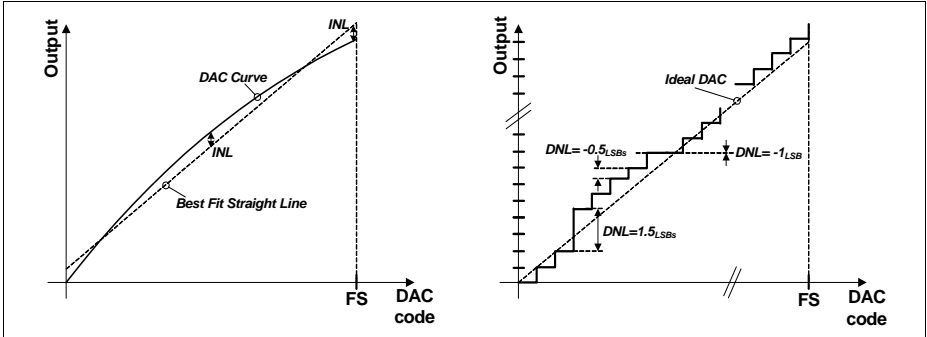 Output
INL
DAC Curve
INL
Best Fit Straight Line
FS
DAC
code
Output
Ideal DAC
DNL= -0.5LSBs
DNL= -1LSB
DNL=1.5LSBs
FS
DAC
code